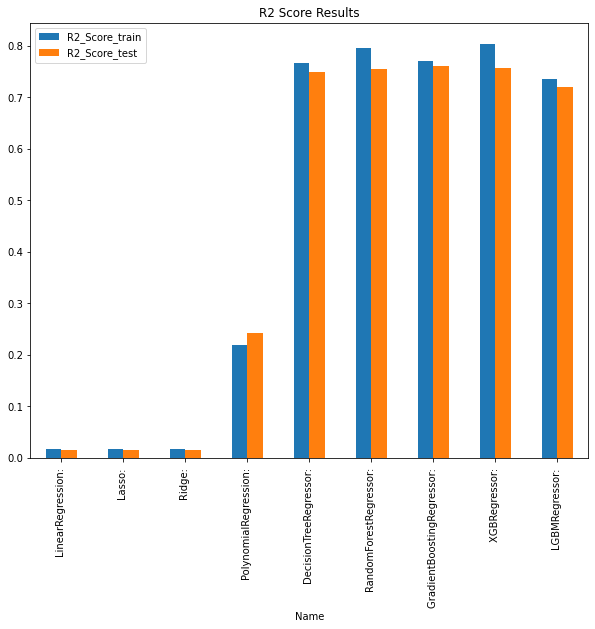 R2 Score Results
R2_Score_train
R2_Score_test
0.8
0.7
0.6
0.5
0.4
0.3
0.2
0.1
0.0
LinearRegression:
Lasso:
Ridge:
PolynomialRegression:
DecisionTreeRegressor:
RandomForestRegressor:
GradientBoostingRegressor:
XGBRegressor:
LGBMRegressor:
Name